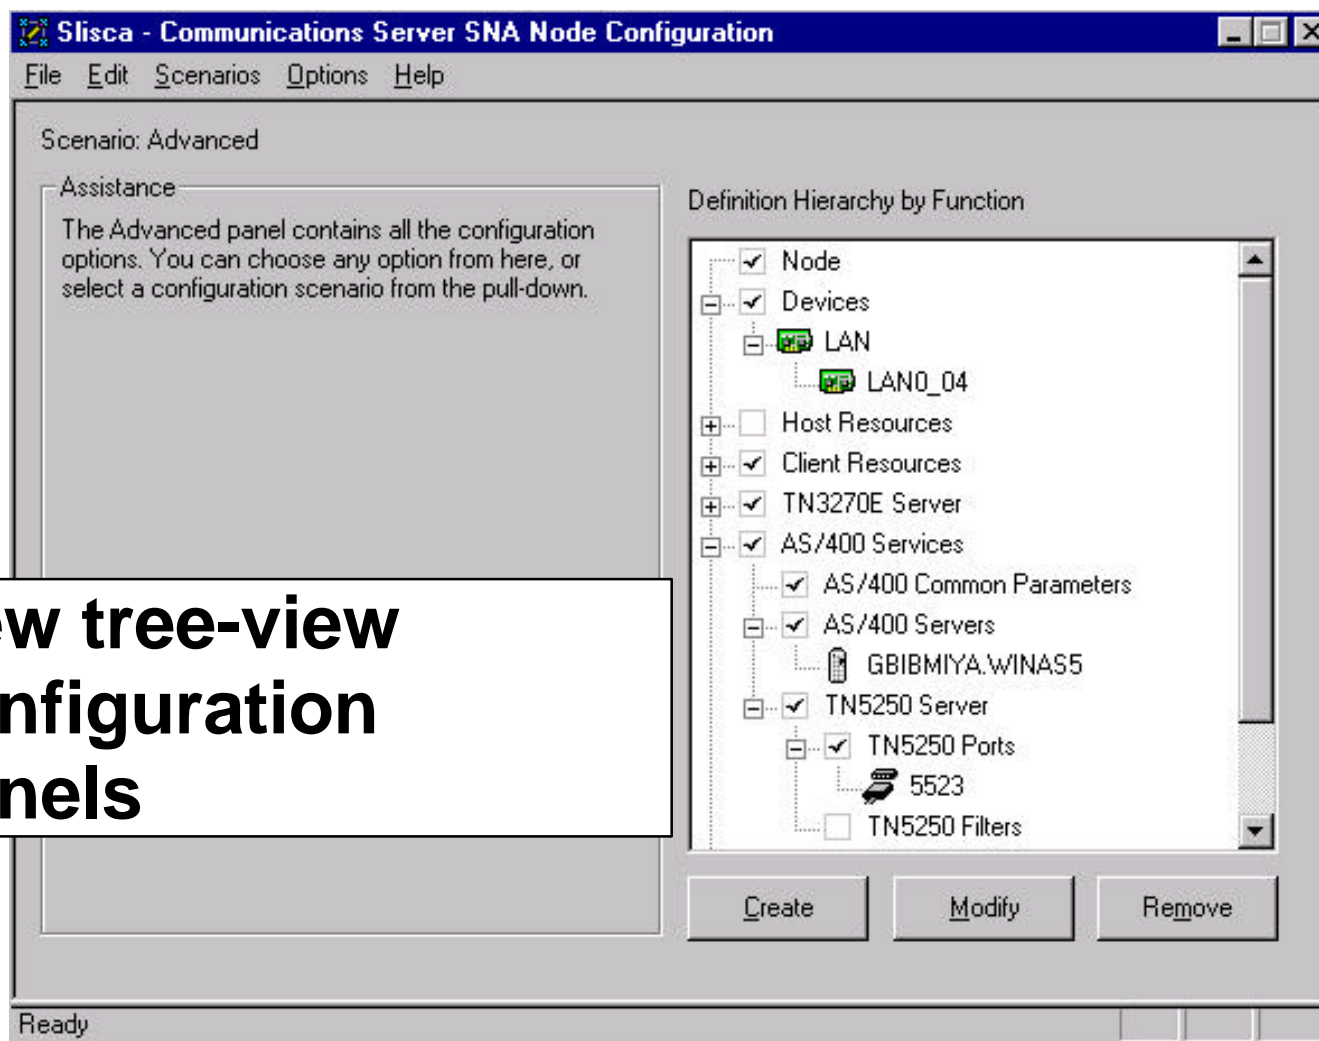 Slisca - Communications Server SNA Node Configuration
File Edit Scenarios Options Help
Scenario: Advanced
Assistance
The Advanced panel contains all the configuration
options. You can choose any option from here, or
select a configuration scenario from the pull-down.
Definition Hierarchy by Function
Node
Devices
LAN
LAN0_04
Host Resources
Client Resources
TN3270E Server
AS/400 Services
AS/400 Common Parameters
AS/400 Servers
GBIBMIYA.WINAS5
TN5250 Server
TN5250 Ports
5523
TN5250 Filters
ew tree-view
nfiguration
nels
Create Modify Remove
Ready